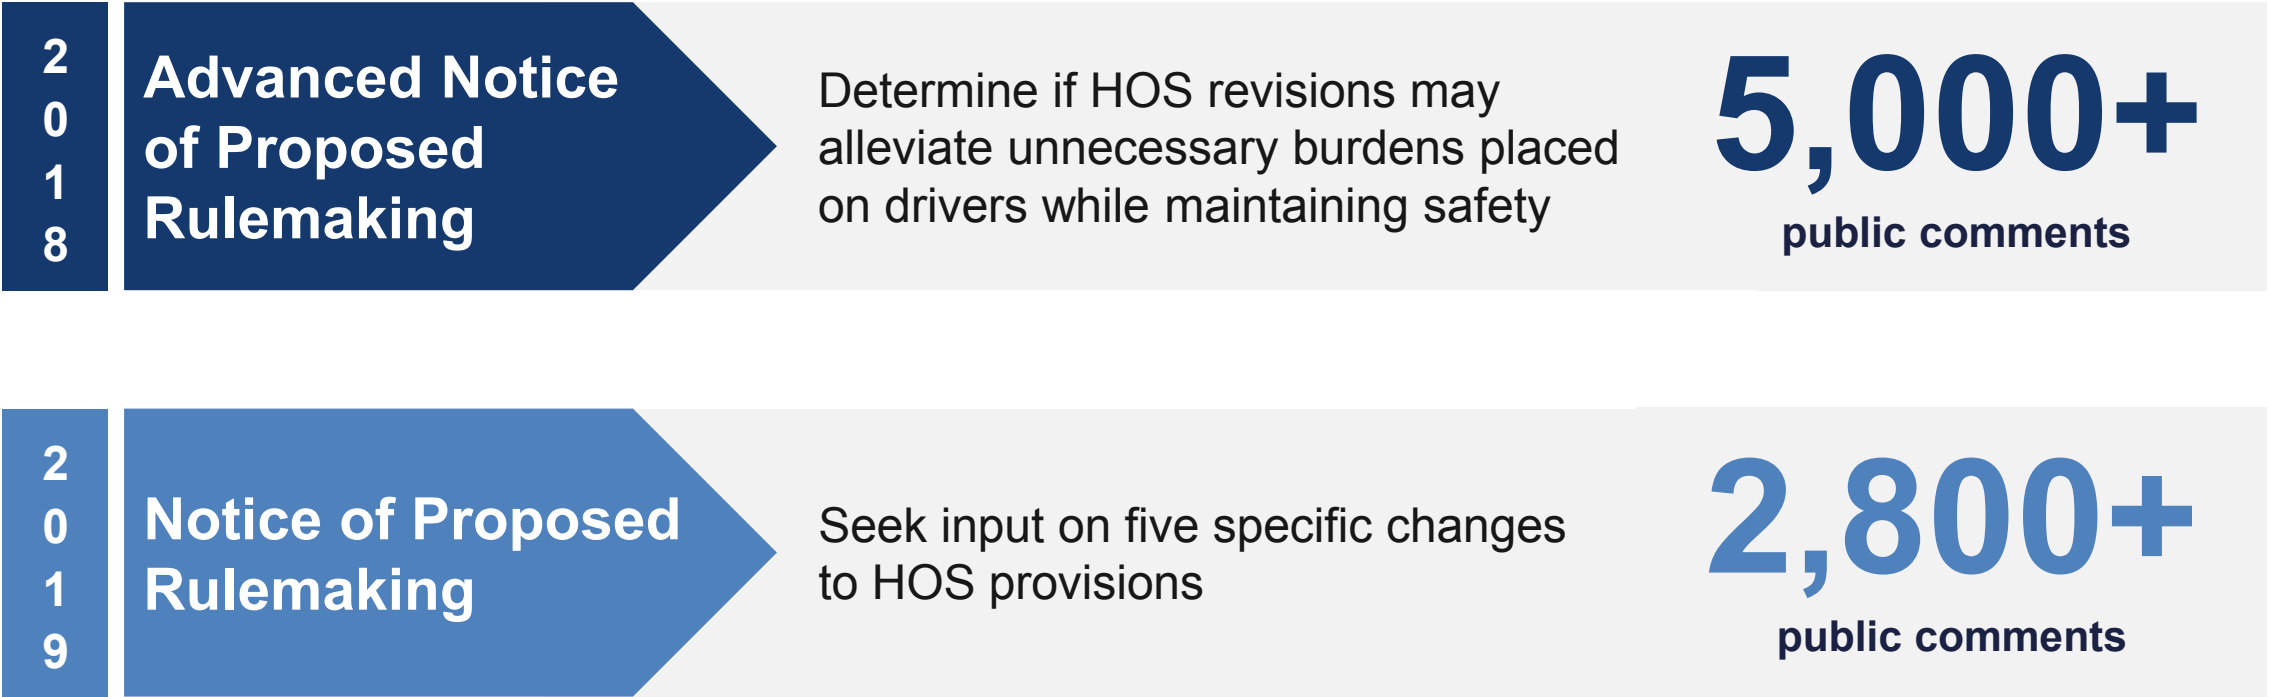 2
0
1
8
Advanced Notice
of Proposed
Rulemaking
Determine if HOS revisions may
alleviate unnecessary burdens placed
on drivers while maintaining safety
5,000+
public comments
2
0
1
9
Notice of Proposed
Rulemaking
Seek input on five specific changes
to HOS provisions
2,800+
public comments